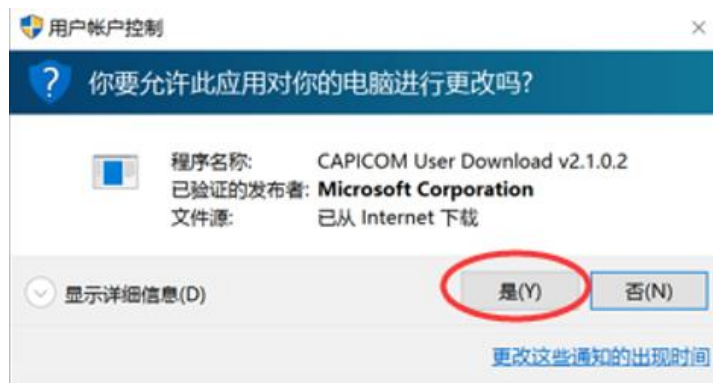 用户帐户控制
你要允许此应用对你的电脑进行更改吗?
程序名称: CAPICOM User Download v2.1.0.2
已验证的发布者: Microsoft Corporation
文件源: 已从 Internet 下载
显示详细信息(D) 是(Y) 否(N)
更改这些通知的出现时间